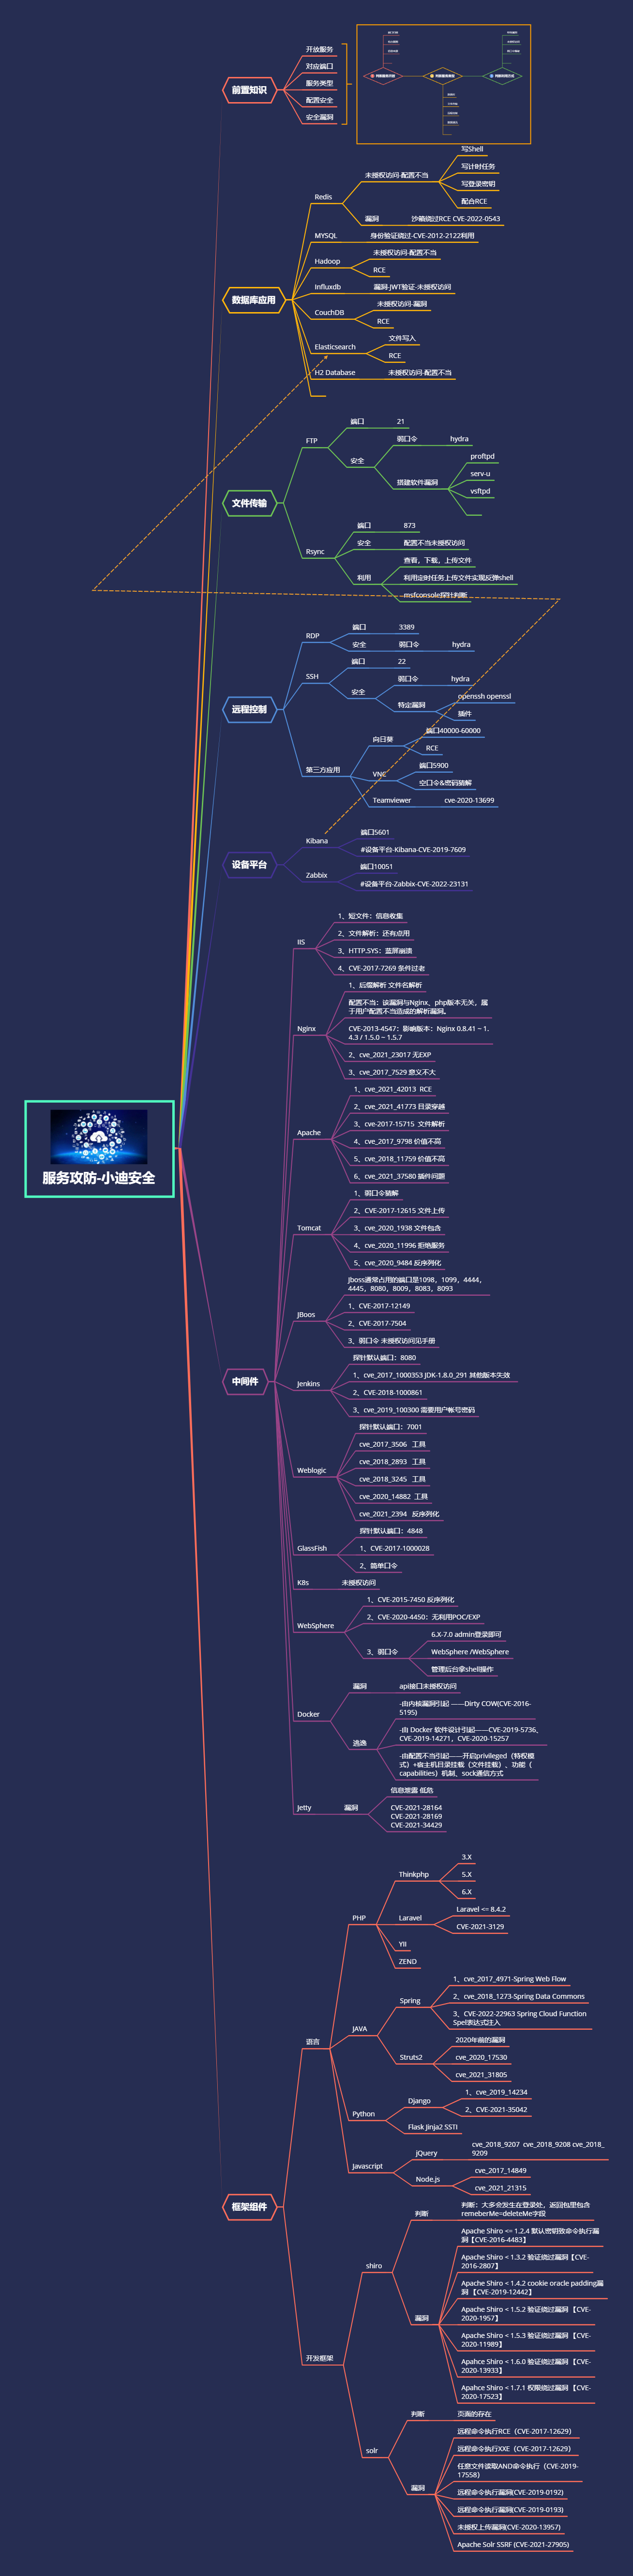 服务攻防-小迪安全
前置知识
开放服务
对应端口
服务类型
配置安全
安全漏洞
数据库应用
Redis
未授权访问-配置不当
写Shell
写计时任务
写登录密钥
配合RCE
漏洞
沙箱绕过RCE CVE-2022-0543
MYSQL
身份验证绕过-CVE-2012-2122利用
Hadoop
未授权访问-配置不当
RCE
Influxdb
漏洞-JWT验证-未授权访问
CouchDB
未授权访问-漏洞
RCE
Elasticsearch
文件写入
RCE
H2 Database
未授权访问-配置不当
文件传输
FTP
端口
21
安全
弱口令
hydra
搭建软件漏洞
proftpd
serv-u
vsftpd
Rsync
端口
873
安全
配置不当未授权访问
利用
查看，下载，上传文件
利用定时任务上传文件实现反弹shell
msfconsole探针判断
远程控制
RDP
端口
3389
安全
弱口令
hydra
SSH
端口
22
安全
弱口令
hydra
特定漏洞
openssh openssl
插件
第三方应用
向日葵
端口40000-60000
RCE
VNC
端口5900
空口令&密码猜解
Teamviewer
cve-2020-13699
设备平台
Kibana
端口5601
#设备平台-Kibana-CVE-2019-7609
Zabbix
端口10051
#设备平台-Zabbix-CVE-2022-23131
中间件
IIS
1、短文件：信息收集
2、文件解析：还有点用
3、HTTP.SYS：蓝屏崩溃
4、CVE-2017-7269 条件过老
Nginx
1、后缀解析 文件名解析
配置不当：该漏洞与Nginx、php版本无关，属
于用户配置不当造成的解析漏洞。
CVE-2013-4547：影响版本：Nginx 0.8.41 ~ 1.
4.3 / 1.5.0 ~ 1.5.7
2、cve_2021_23017 无EXP
3、cve_2017_7529 意义不大
Apache
1、cve_2021_42013 RCE
2、cve_2021_41773 目录穿越
3、cve-2017-15715 文件解析
4、cve_2017_9798 价值不高
5、cve_2018_11759 价值不高
6、cve_2021_37580 插件问题
Tomcat
1、弱口令猜解
2、CVE-2017-12615 文件上传
3、cve_2020_1938 文件包含
4、cve_2020_11996 拒绝服务
5、cve_2020_9484 反序列化
JBoos
Jboss通常占用的端口是1098，1099，4444，
4445，8080，8009，8083，8093
1、CVE-2017-12149
2、CVE-2017-7504
3、弱口令 未授权访问见手册
Jenkins
探针默认端口：8080
1、cve_2017_1000353 JDK-1.8.0_291 其他版本失效
2、CVE-2018-1000861
3、cve_2019_100300 需要用户帐号密码
Weblogic
探针默认端口：7001
cve_2017_3506 工具
cve_2018_2893 工具
cve_2018_3245 工具
cve_2020_14882 工具
cve_2021_2394 反序列化
GlassFish
探针默认端口：4848
1、CVE-2017-1000028
2、简单口令
K8s
未授权访问
WebSphere
1、CVE-2015-7450 反序列化
2、CVE-2020-4450：无利用POC/EXP
3、弱口令
6.X-7.0 admin登录即可
WebSphere /WebSphere
管理后台拿shell操作
Docker
漏洞
api接口未授权访问
逃逸
-由内核漏洞引起 ——Dirty COW(CVE-2016-
5195)
-由 Docker 软件设计引起——CVE-2019-5736、
CVE-2019-14271，CVE-2020-15257
-由配置不当引起——开启privileged（特权模
式）+宿主机目录挂载（文件挂载）、功能（
capabilities）机制、sock通信方式
Jetty
漏洞
信息泄露 低危
CVE-2021-28164
CVE-2021-28169
CVE-2021-34429
框架组件
语言
PHP
Thinkphp
3.X
5.X
6.X
Laravel
Laravel <= 8.4.2
CVE-2021-3129
YII
ZEND
JAVA
Spring
1、cve_2017_4971-Spring Web Flow
2、cve_2018_1273-Spring Data Commons
3、CVE-2022-22963 Spring Cloud Function
Spel表达式注入
Struts2
2020年前的漏洞
cve_2020_17530
cve_2021_31805
Python
Django
1、cve_2019_14234
2、CVE-2021-35042
Flask Jinja2 SSTI
Javascript
jQuery
cve_2018_9207 cve_2018_9208 cve_2018_
9209
Node.js
cve_2017_14849
cve_2021_21315
开发框架
shiro
判断
判断：大多会发生在登录处，返回包里包含
remeberMe=deleteMe字段
漏洞
Apache Shiro <= 1.2.4 默认密钥致命令执行漏
洞【CVE-2016-4483】
Apache Shiro < 1.3.2 验证绕过漏洞【CVE-
2016-2807】
Apache Shiro < 1.4.2 cookie oracle padding漏
洞 【CVE-2019-12442】
Apache Shiro < 1.5.2 验证绕过漏洞 【CVE-
2020-1957】
Apache Shiro < 1.5.3 验证绕过漏洞 【CVE-
2020-11989】
Apahce Shiro < 1.6.0 验证绕过漏洞 【CVE-
2020-13933】
Apahce Shiro < 1.7.1 权限绕过漏洞 【CVE-
2020-17523】
solr
判断
页面的存在
漏洞
远程命令执行RCE（CVE-2017-12629）
远程命令执行XXE（CVE-2017-12629）
任意文件读取AND命令执行（CVE-2019-
17558）
远程命令执行漏洞(CVE-2019-0192)
远程命令执行漏洞(CVE-2019-0193)
未授权上传漏洞(CVE-2020-13957)
Apache Solr SSRF (CVE-2021-27905)